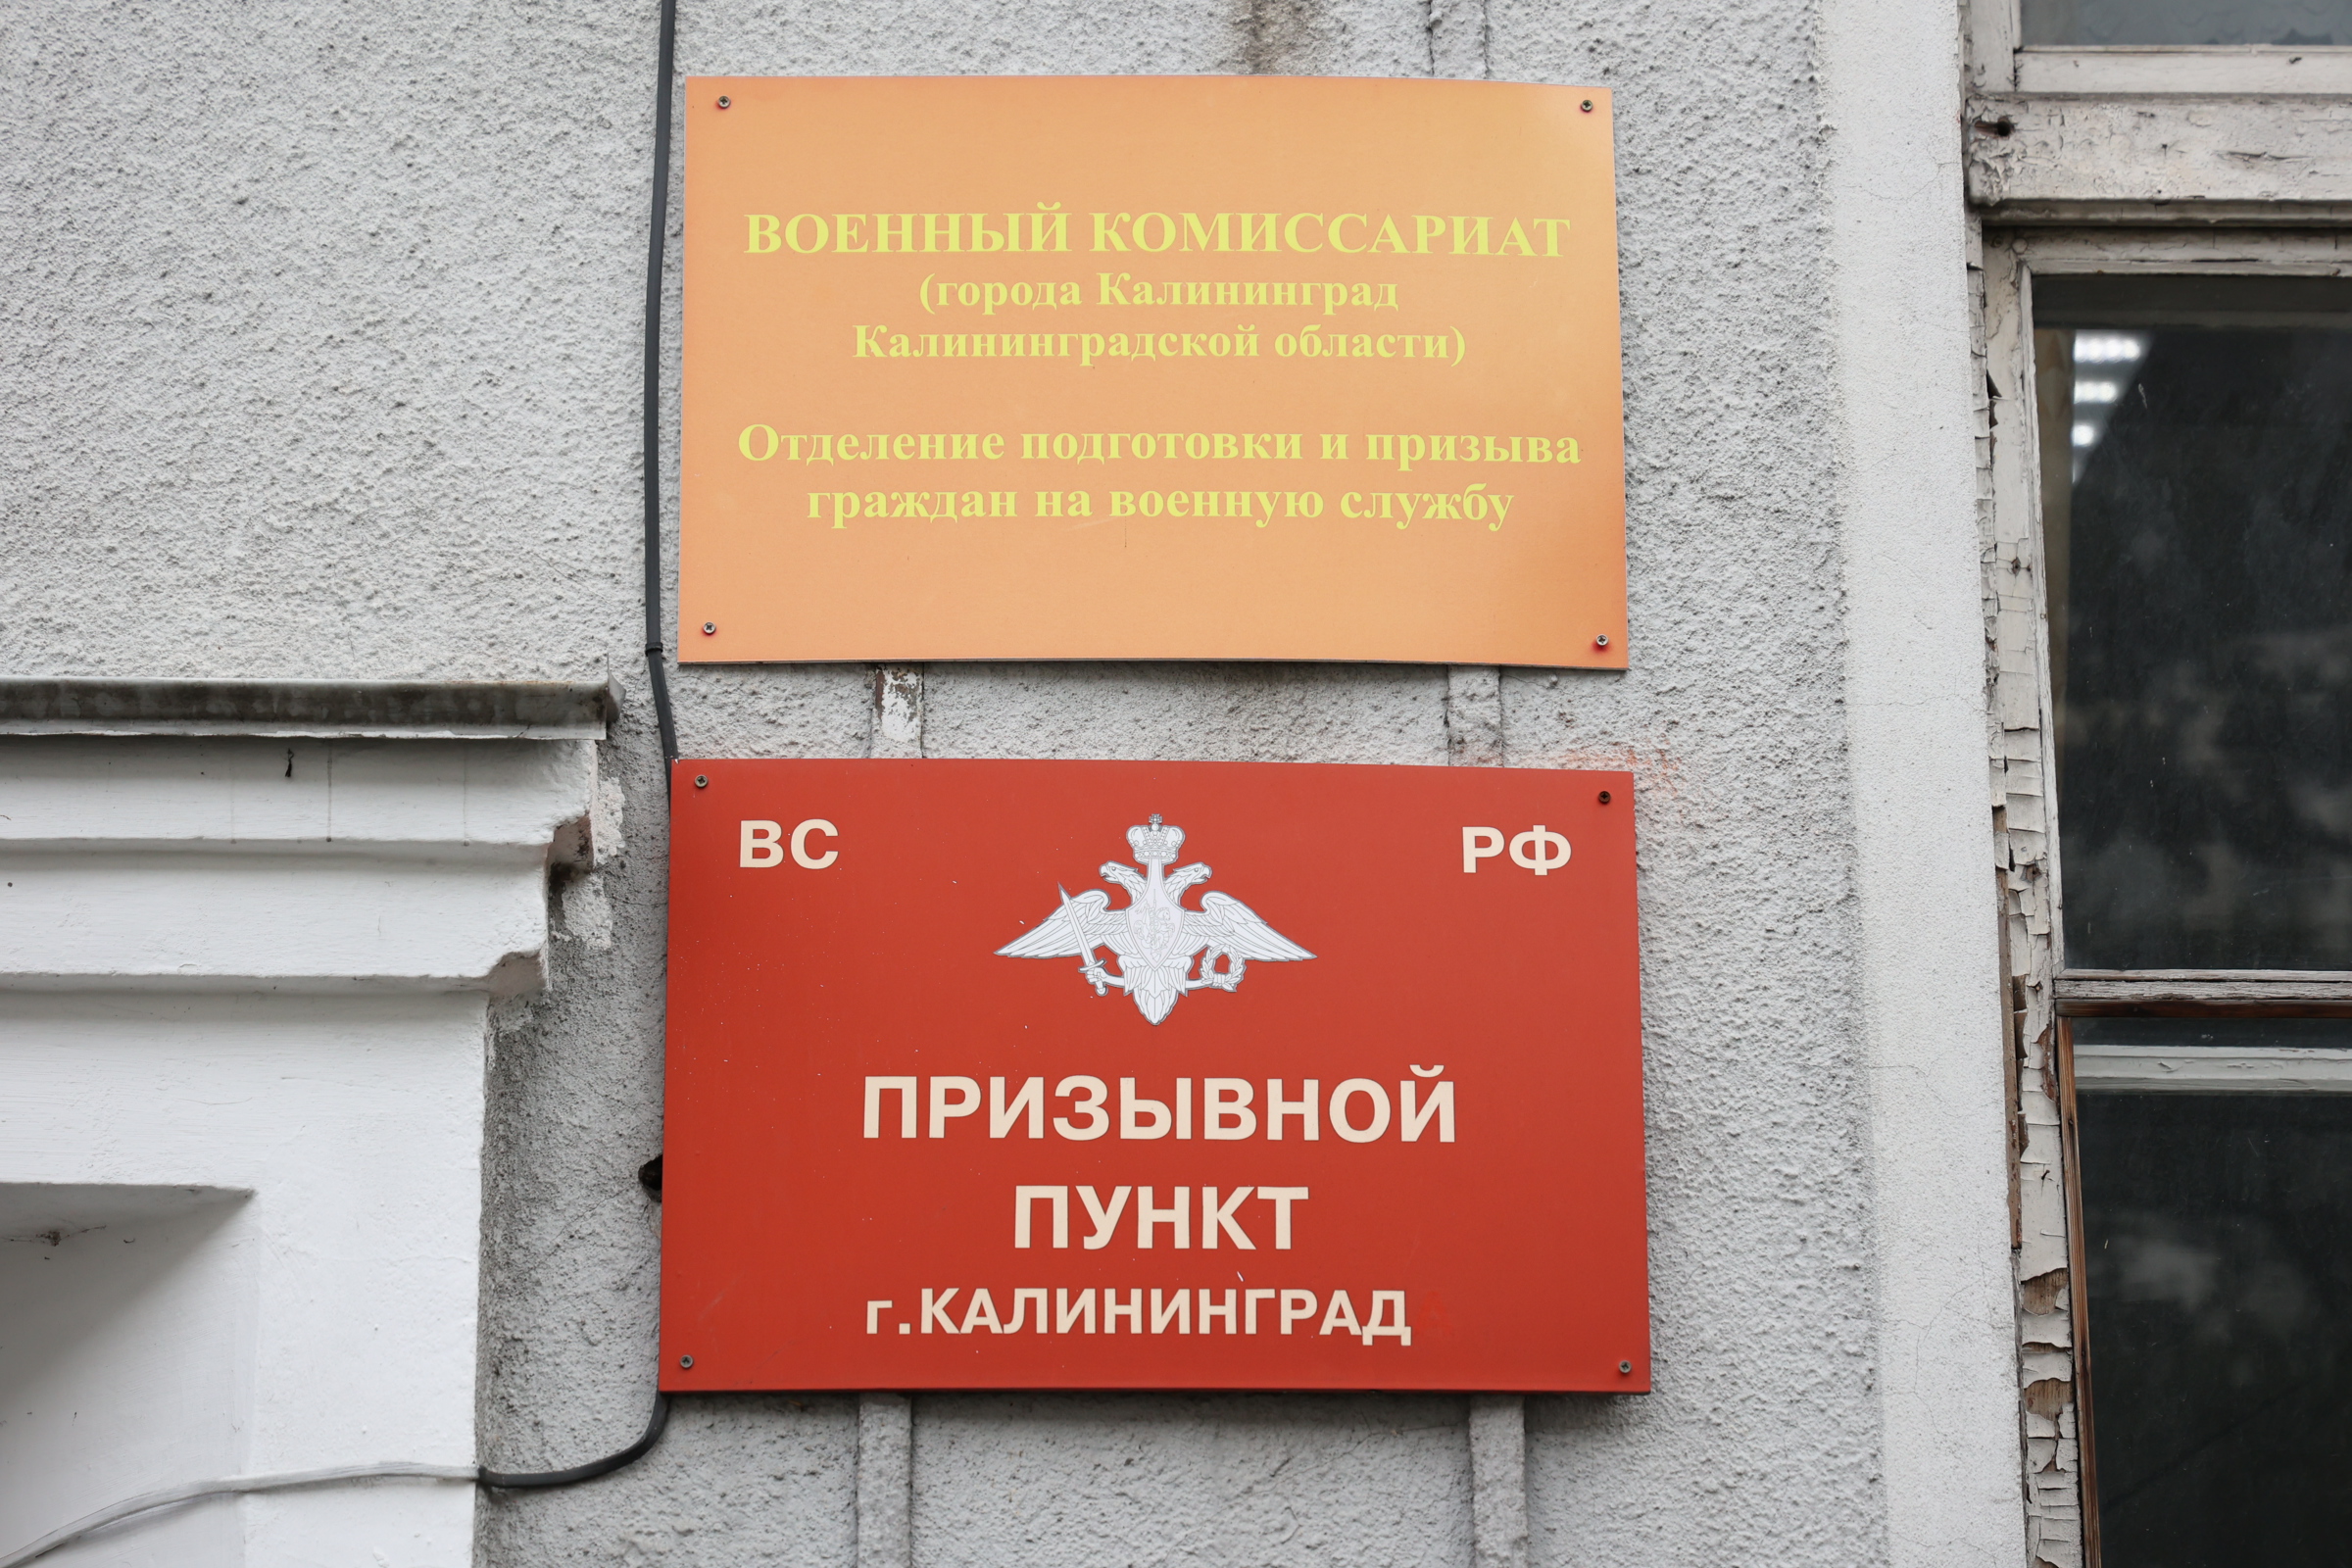 ВОЕННЫЙ КОМИССАРИАТ
(города Калининград
Калининградской области)
Отделение подготовки и призыва
граждан на военную службу
ВС РФ
ПРИЗЫВНОЙ
ПУНКТ
г.КАЛИНИНГРАД